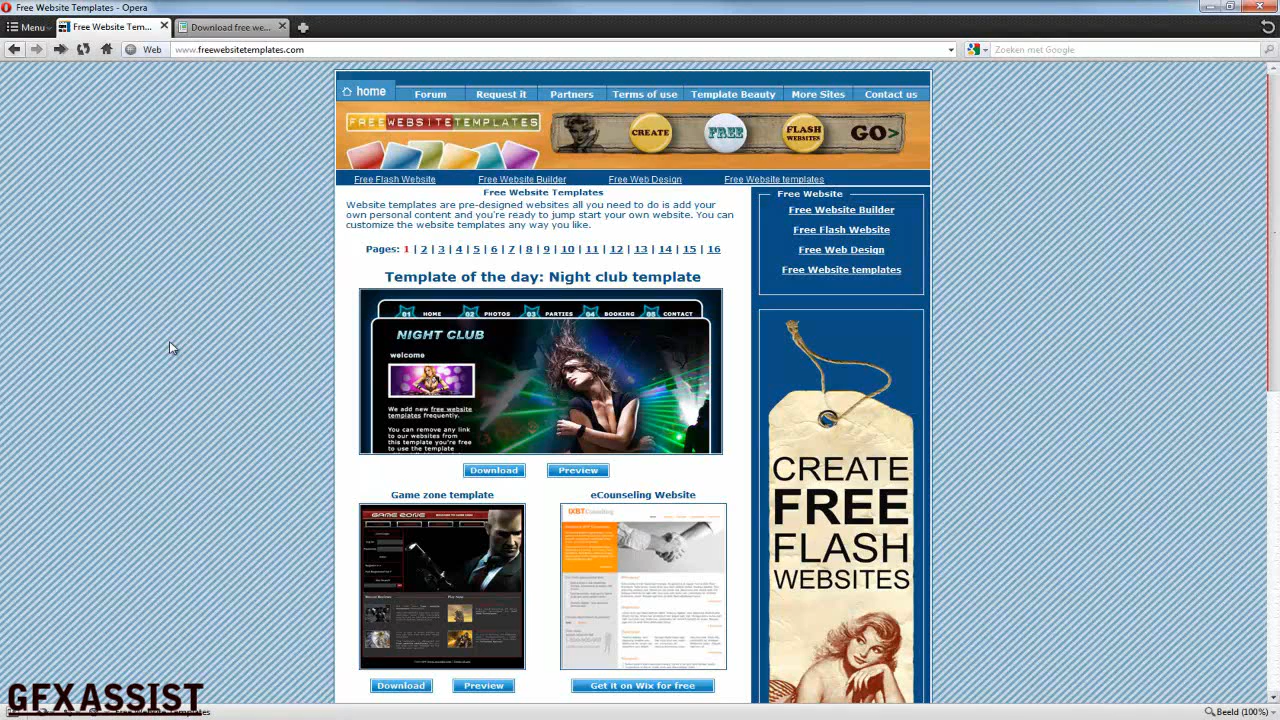 Free Website Templates - Opera
Menu
Free Website Tem...
Download free we...
Web
www.freewebsitetemplates.com
Zoeken met Google
home
Forum
Request it
Partners
Terms of use
Template Beauty
More Sites
Contact us
FREEWEBSITETEMPLATES
CREATE
FREE
FLASH
WEBSITES
GO>
Free Flash Website
Free Website Builder
Free Web Design
Free Website templates
Free Website Templates
Website templates are pre-designed websites all you need to do is add your
own personal content and you're ready to jump start your own website. You can
customize the website templates any way you like.
Pages: 1 | 2 | 3 | 4 | 5 | 6 | 7 | 8 | 9 | 10 | 11 | 12 | 13 | 14 | 15 | 16
Template of the day: Night club template
01 HOME 02 PHOTOS 03 PARTIES 04 BOOKING 05 CONTACT
NIGHT CLUB
welcome
We add new free website
templates frequently.
You can remove any link
to our websites from
this template you're free
to use the template
Download
Preview
Game zone template
GAME ZONE
Download
Preview
eCounseling Website
IXBT Consulting
Get it on Wix for free
Free Website
Free Website Builder
Free Flash Website
Free Web Design
Free Website templates
CREATE
FREE
FLASH
WEBSITES
GFXASSIST
Free Website Templates
Beeld (100%)